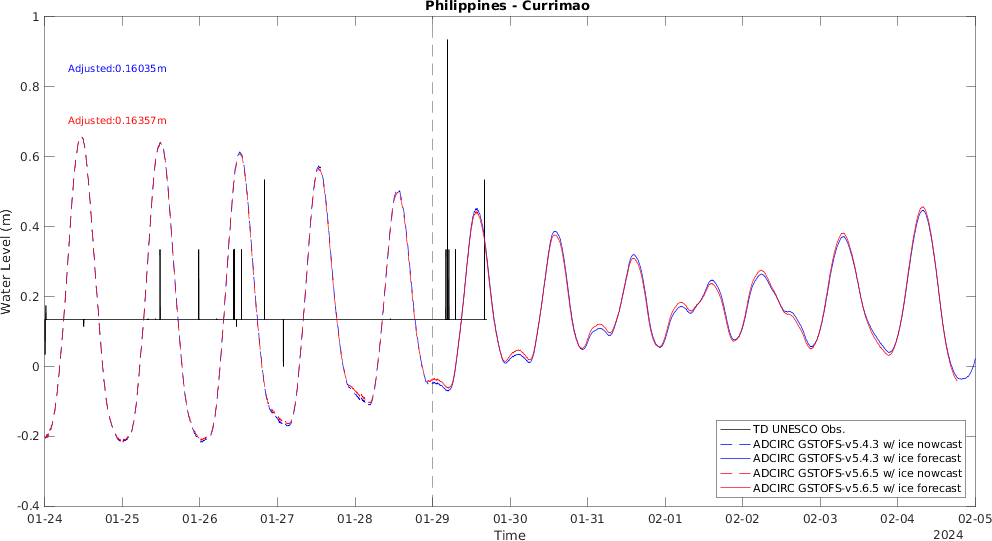 Philippines - Currimao
Adjusted:0.16035m
Adjusted:0.16357m
Water Level (m)
1
0.8
0.6
0.4
0.2
0
-0.2
-0.4
01-24
01-25
01-26
01-27
01-28
01-29
01-30
01-31
02-01
02-02
02-03
02-04
02-05
Time
2024
TD UNESCO Obs.
ADCIRC GSTOFS-v5.4.3 w/ ice nowcast
ADCIRC GSTOFS-v5.4.3 w/ ice forecast
ADCIRC GSTOFS-v5.6.5 w/ ice nowcast
ADCIRC GSTOFS-v5.6.5 w/ ice forecast